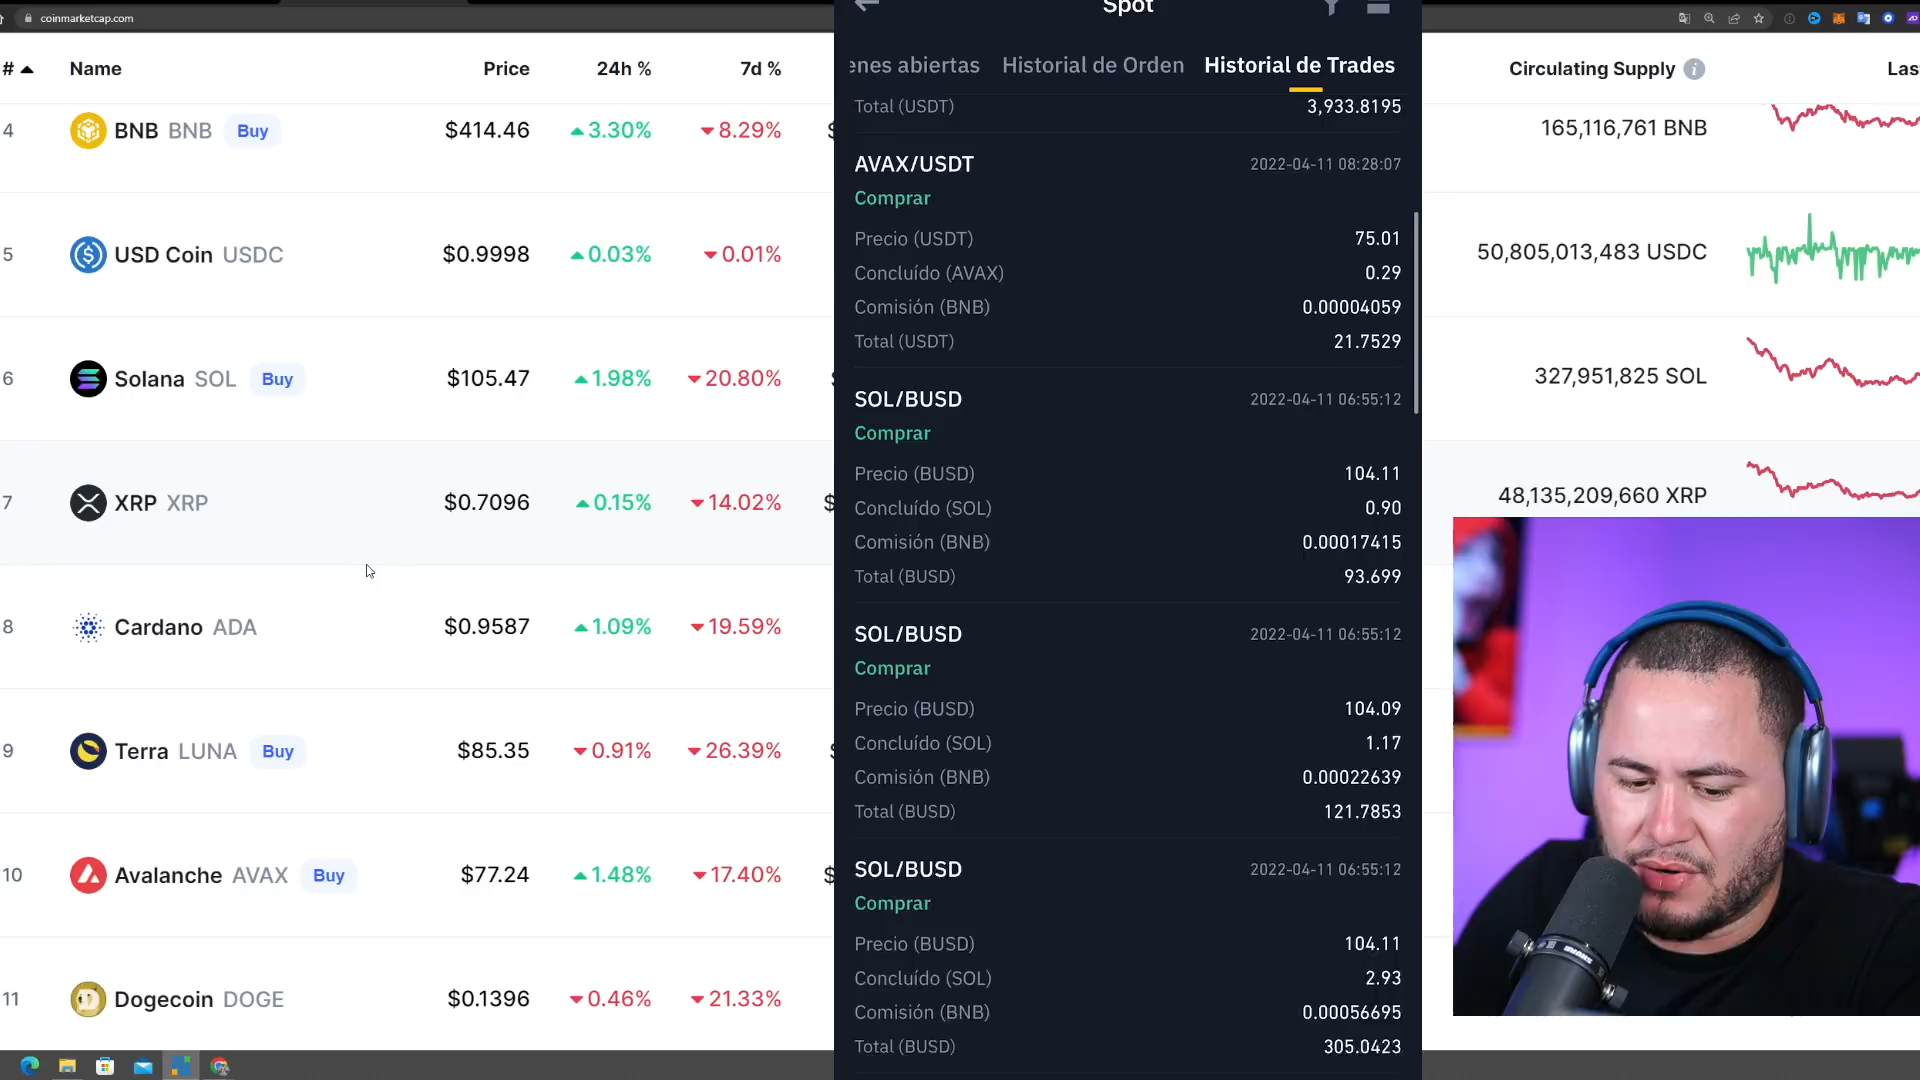 coinmarketcap.com
# Name Price 24h % 7d %
4 BNB BNB Buy $414.46 3.30% 8.29%
5 USD Coin USDC $0.9998 0.03% 0.01%
6 Solana SOL Buy $105.47 1.98% 20.80%
7 XRP XRP $0.7096 0.15% 14.02% $
8 Cardano ADA $0.9587 1.09% 19.59%
9 Terra LUNA Buy $85.35 0.91% 26.39%
10 Avalanche AVAX Buy $77.24 1.48% 17.40% $
11 Dogecoin DOGE $0.1396 0.46% 21.33%
Spot
enes abiertas Historial de Orden Historial de Trades
Total (USDT) 3,933.8195
AVAX/USDT 2022-04-11 08:28:07
Comprar
Precio (USDT) 75.01
Concluído (AVAX) 0.29
Comisión (BNB) 0.00004059
Total (USDT) 21.7529
SOL/BUSD 2022-04-11 06:55:12
Comprar
Precio (BUSD) 104.11
Concluído (SOL) 0.90
Comisión (BNB) 0.00017415
Total (BUSD) 93.699
SOL/BUSD 2022-04-11 06:55:12
Comprar
Precio (BUSD) 104.09
Concluído (SOL) 1.17
Comisión (BNB) 0.00022639
Total (BUSD) 121.7853
SOL/BUSD 2022-04-11 06:55:12
Comprar
Precio (BUSD) 104.11
Concluído (SOL) 2.93
Comisión (BNB) 0.00056695
Total (BUSD) 305.0423
Circulating Supply Las
165,116,761 BNB
50,805,013,483 USDC
327,951,825 SOL
48,135,209,660 XRP